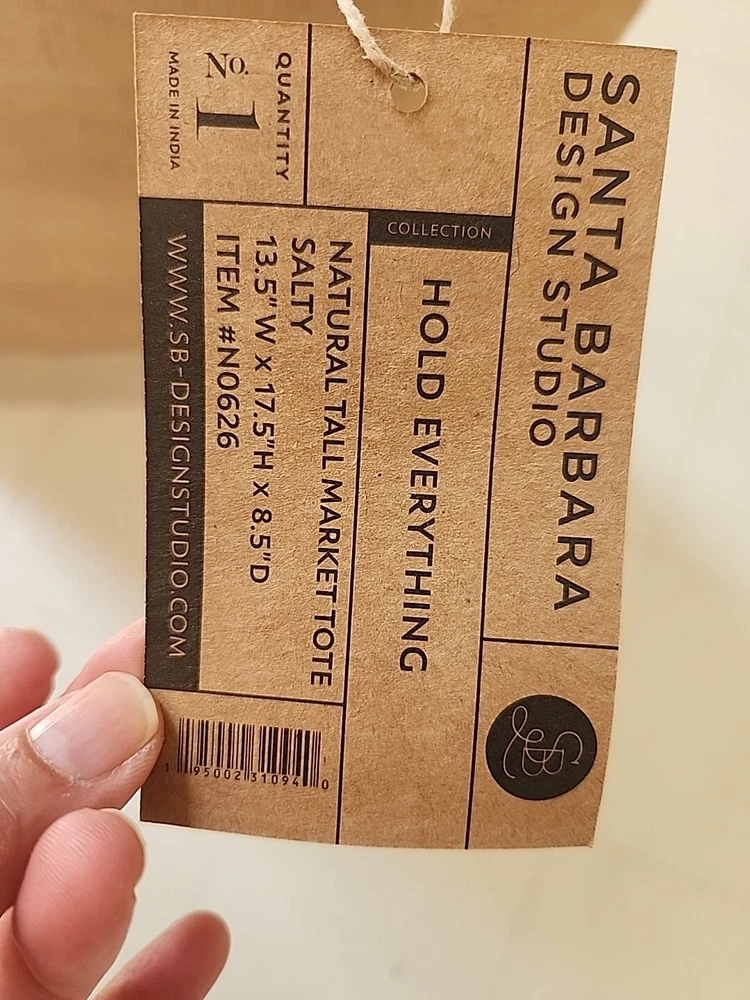 SANTA BARBARA
DESIGN STUDIO
SB
COLLECTION
HOLD EVERYTHING
QUANTITY
Nº 1
MADE IN INDIA
NATURAL TALL MARKET TOTE
SALTY
13.5"W X 17.5"H X 8.5"D
ITEM #N0626
WWW.SB-DESIGNSTUDIO.COM
1 95002 31094 0